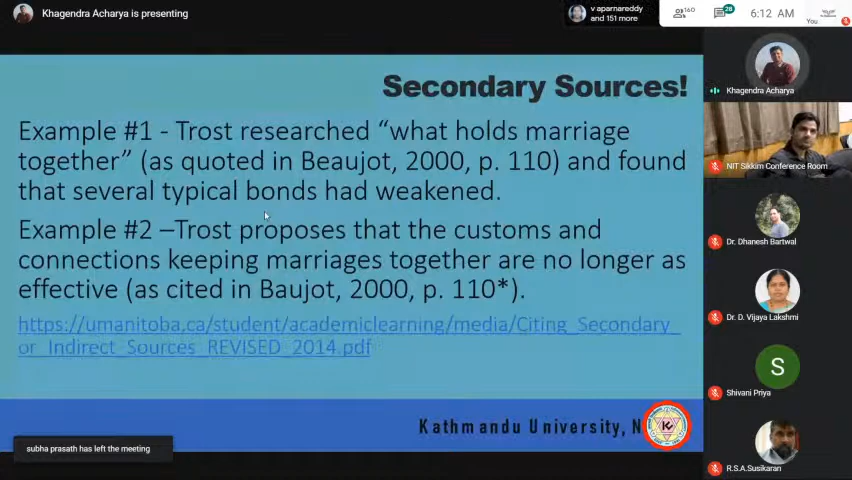 Khagendra Acharya is presenting
v aparnareddy
and 151 more
160
28
6:12 AM
You
Secondary Sources!
Example #1 - Trost researched “what holds marriage
together” (as quoted in Beaujot, 2000, p. 110) and found
that several typical bonds had weakened.
Example #2 –Trost proposes that the customs and
connections keeping marriages together are no longer as
effective (as cited in Baujot, 2000, p. 110*).
https://umanitoba.ca/student/academiclearning/media/Citing_Secondary_
or_Indirect_Sources_REVISED_2014.pdf
Kathmandu University, N
subha prasath has left the meeting
Khagendra Acharya
NIT Sikkim Conference Room
Dr. Dhanesh Bartwal
Dr. D. Vijaya Lakshmi
S
Shivani Priya
R.S.A.Susikaran